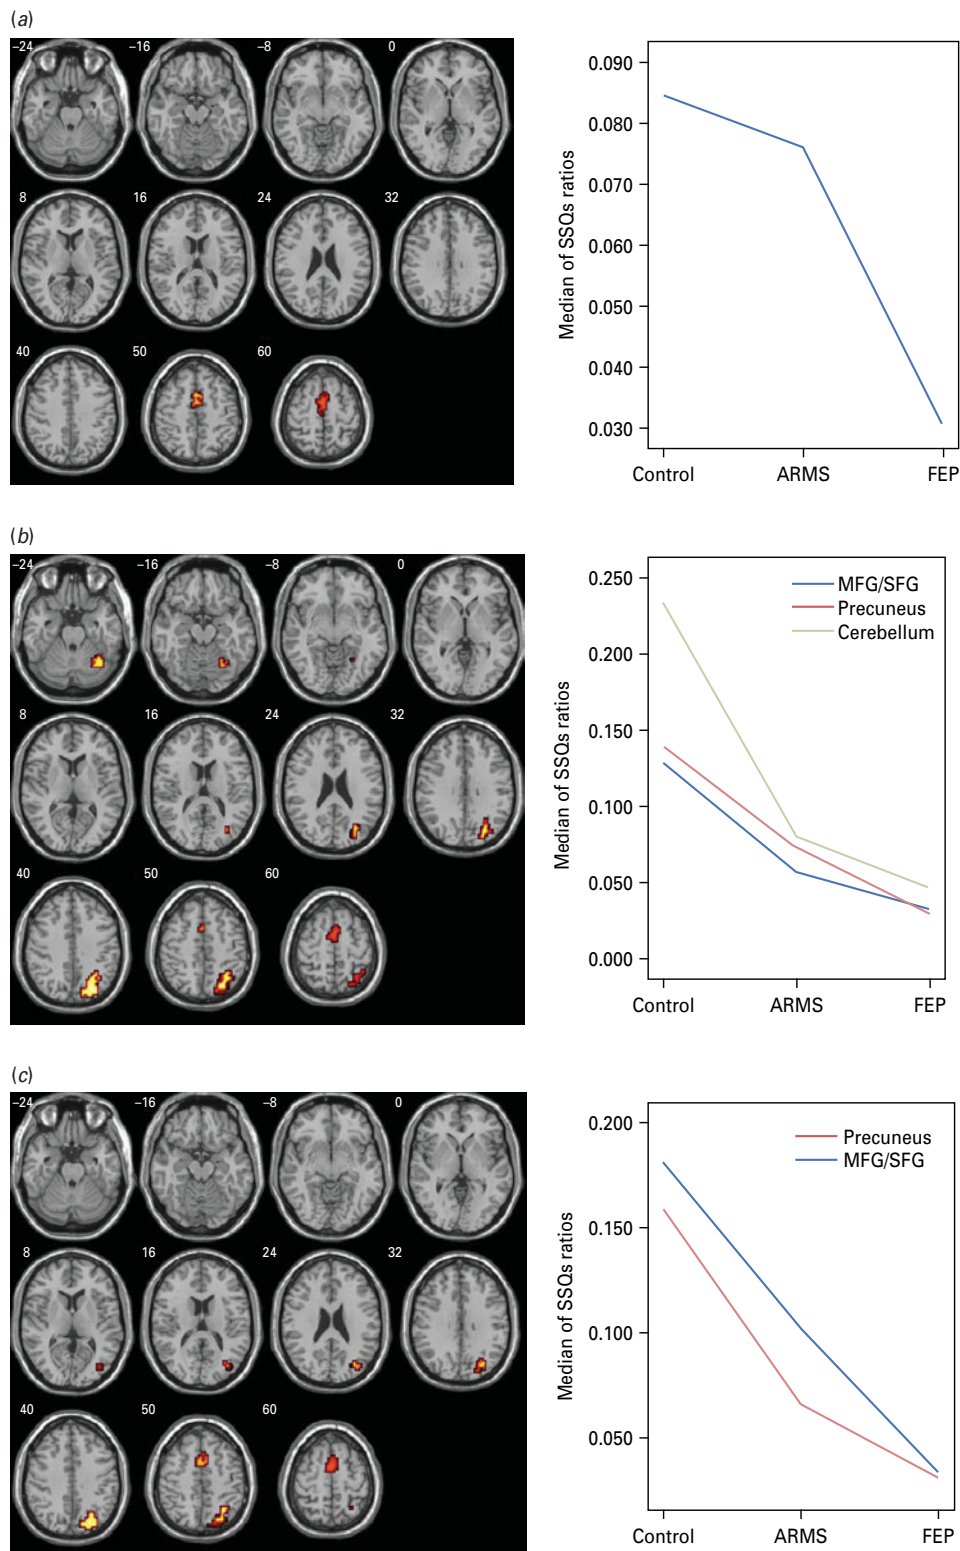 (a)
–24 –16 –8 0
8 16 24 32
40 50 60
Median of SSQs ratios
0.090
0.080
0.070
0.060
0.050
0.040
0.030
Control ARMS FEP
(b)
–24 –16 –8 0
8 16 24 32
40 50 60
Median of SSQs ratios
0.250
0.200
0.150
0.100
0.050
0.000
MFG/SFG
Precuneus
Cerebellum
Control ARMS FEP
(c)
–24 –16 –8 0
8 16 24 32
40 50 60
Median of SSQs ratios
0.200
0.150
0.100
0.050
Precuneus
MFG/SFG
Control ARMS FEP